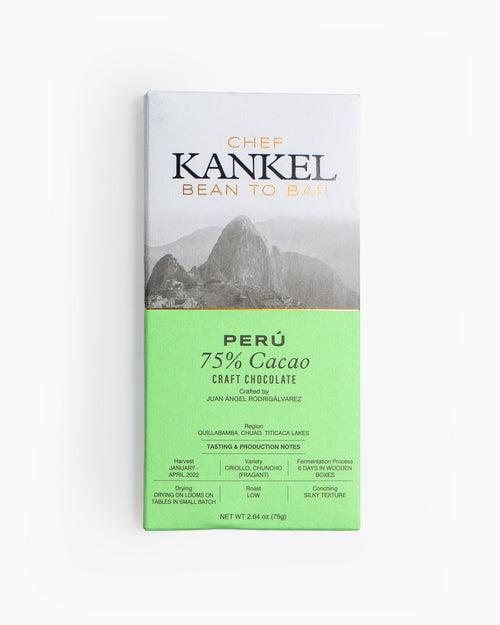 CHEF
KANKEL
BEAN TO BAR
PERÚ
75% Cacao
CRAFT CHOCOLATE
Crafted by
JUAN ÁNGEL RODRIGÁLVAREZ
Region
QUILLABAMBA, CHUAO. TITICACA LAKES
TASTING & PRODUCTION NOTES
Harvest
JANUARY -
APRIL 2022
Variety
CRIOLLO, CHUNCHO
(FRAGANT)
Fermentation Process
6 DAYS IN WOODEN
BOXES
Drying
DRYING ON LOOMS ON
TABLES IN SMALL BATCH
Roast
LOW
Conching
SILKY TEXTURE
NET WT 2.64 oz (75g)